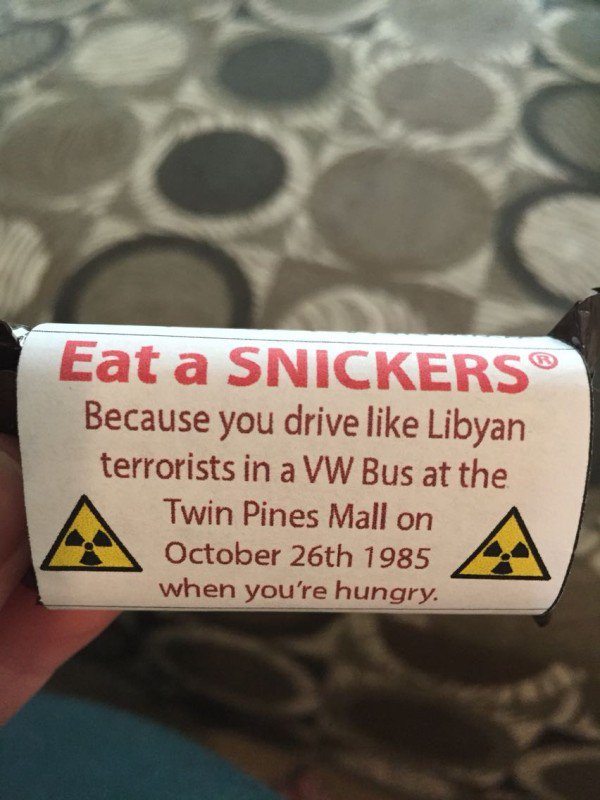 Eat a SNICKERS®
Because you drive like Libyan
terrorists in a VW Bus at the
Twin Pines Mall on
October 26th 1985
when you're hungry.